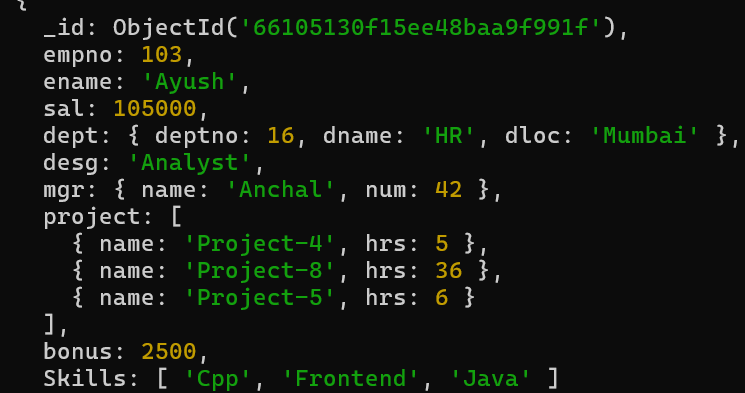 {
_id: ObjectId('66105130f15ee48baa9f991f'),
empno: 103,
ename: 'Ayush',
sal: 105000,
dept: { deptno: 16, dname: 'HR', dloc: 'Mumbai' },
desg: 'Analyst',
mgr: { name: 'Anchal', num: 42 },
project: [
{ name: 'Project-4', hrs: 5 },
{ name: 'Project-8', hrs: 36 },
{ name: 'Project-5', hrs: 6 }
],
bonus: 2500,
Skills: [ 'Cpp', 'Frontend', 'Java' ]